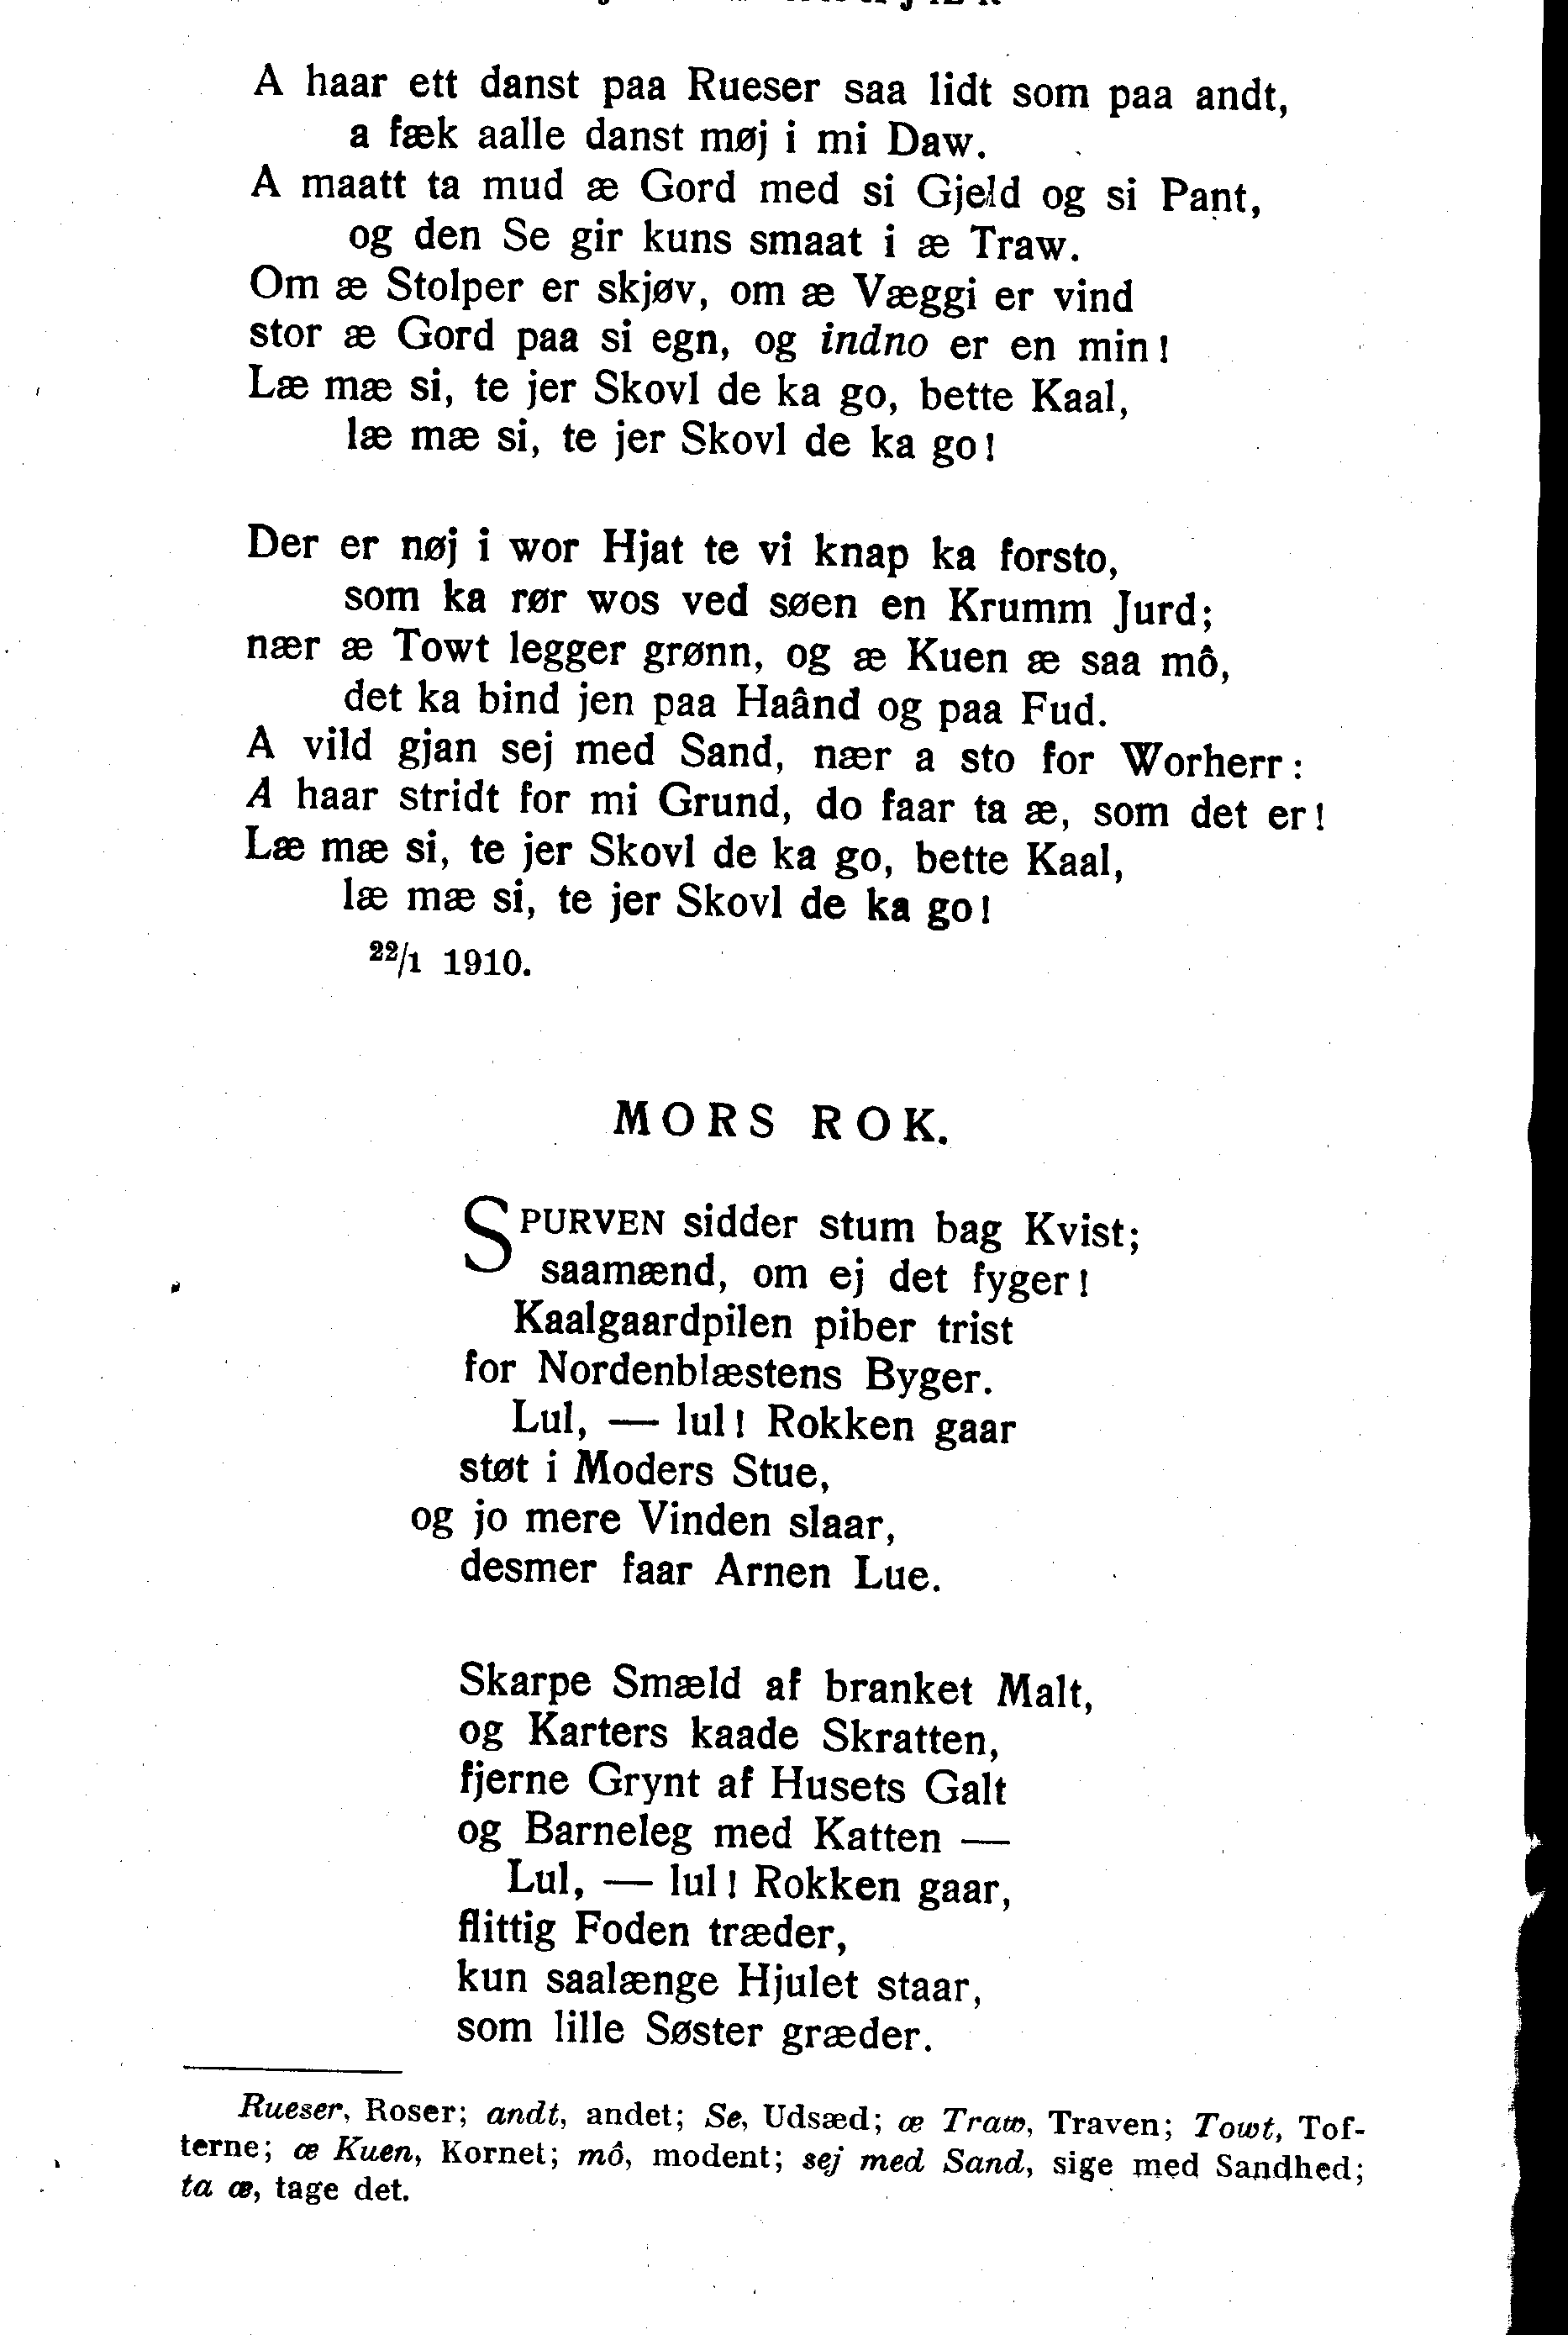 A haar ett danst paa Rueser saa lidt som paa andt,
a fæk aalle danst møj i mi Daw.
A maatt ta mud æ Gord med si Gjeld og si Pant,
og den Se gir kuns smaat i æ Traw.
Om æ Stolper er skjøv, om æ Væggi er vind
stor æ Gord paa si egn, og indno er en min!
Læ mæ si, te jer Skovl de ka go, bette Kaal,
læ mæ si, te jer Skovl de ka go!
Der er nøj i wor Hjat te vi knap ka forsto,
som ka rør wos ved søen en Krumm Jurd;
nær æ Towt legger grønn, og æ Kuen æ saa mô,
det ka bind jen paa Haând og paa Fud.
A vild gjan sej med Sand, nær a sto for Worherr:
A haar stridt for mi Grund, do faar ta æ, som det er!
Læ mæ si, te jer Skovl de ka go, bette Kaal,
læ mæ si, te jer Skovl de ka go!
22/1 1910.
MORS ROK.
SPURVEN sidder stum bag Kvist;
saamænd, om ej det fyger!
Kaalgaardpilen piber trist
for Nordenblæstens Byger.
Lul, — lul! Rokken gaar
støt i Moders Stue,
og jo mere Vinden slaar,
desmer faar Arnen Lue.
Skarpe Smæld af branket Malt,
og Karters kaade Skratten,
fjerne Grynt af Husets Galt
og Barneleg med Katten —
Lul, — lul! Rokken gaar,
flittig Foden træder,
kun saalænge Hjulet staar,
som lille Søster græder.
Rueser, Roser; andt, andet; Se, Udsæd; æ Traw, Traven; Towt, Tof-
terne; æ Kuen, Kornet; mô, modent; sej med Sand, sige med Sandhed;
ta æ, tage det.